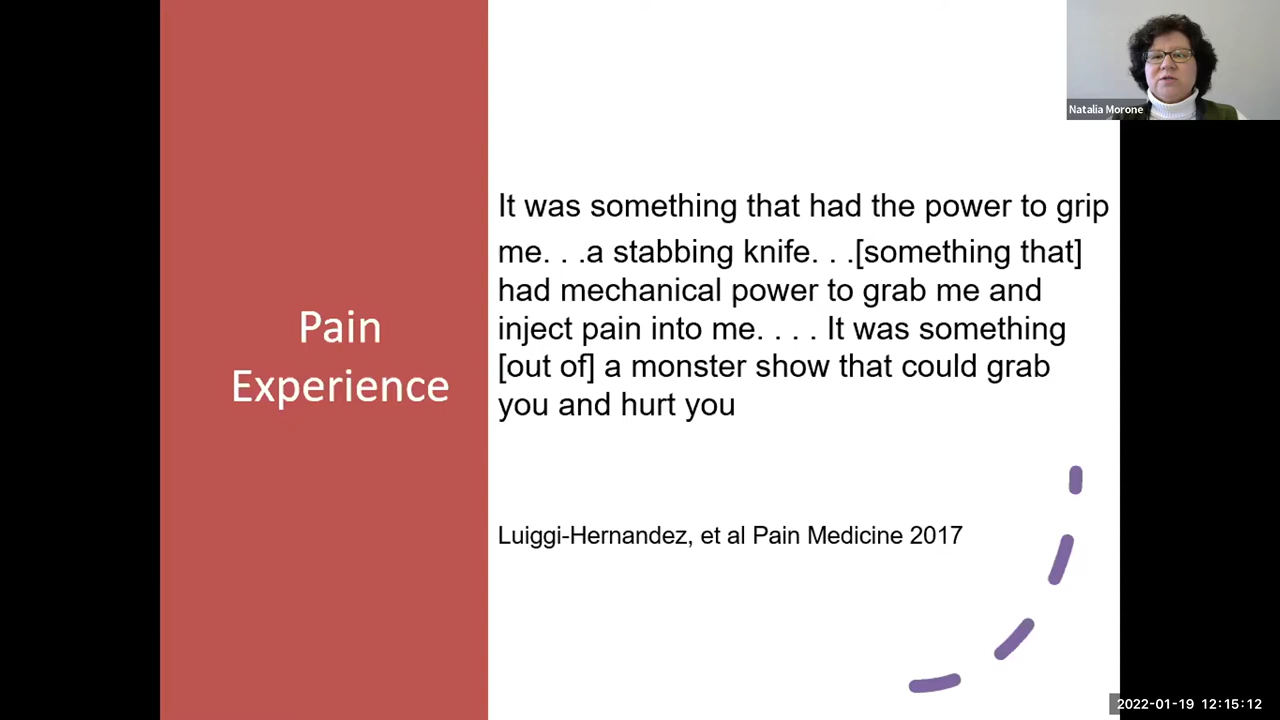 Natalia Morone
Pain
Experience
It was something that had the power to grip
me. . .a stabbing knife. . .[something that]
had mechanical power to grab me and
inject pain into me. . . . It was something
[out of] a monster show that could grab
you and hurt you
Luiggi-Hernandez, et al Pain Medicine 2017
2022-01-19 12:15:12